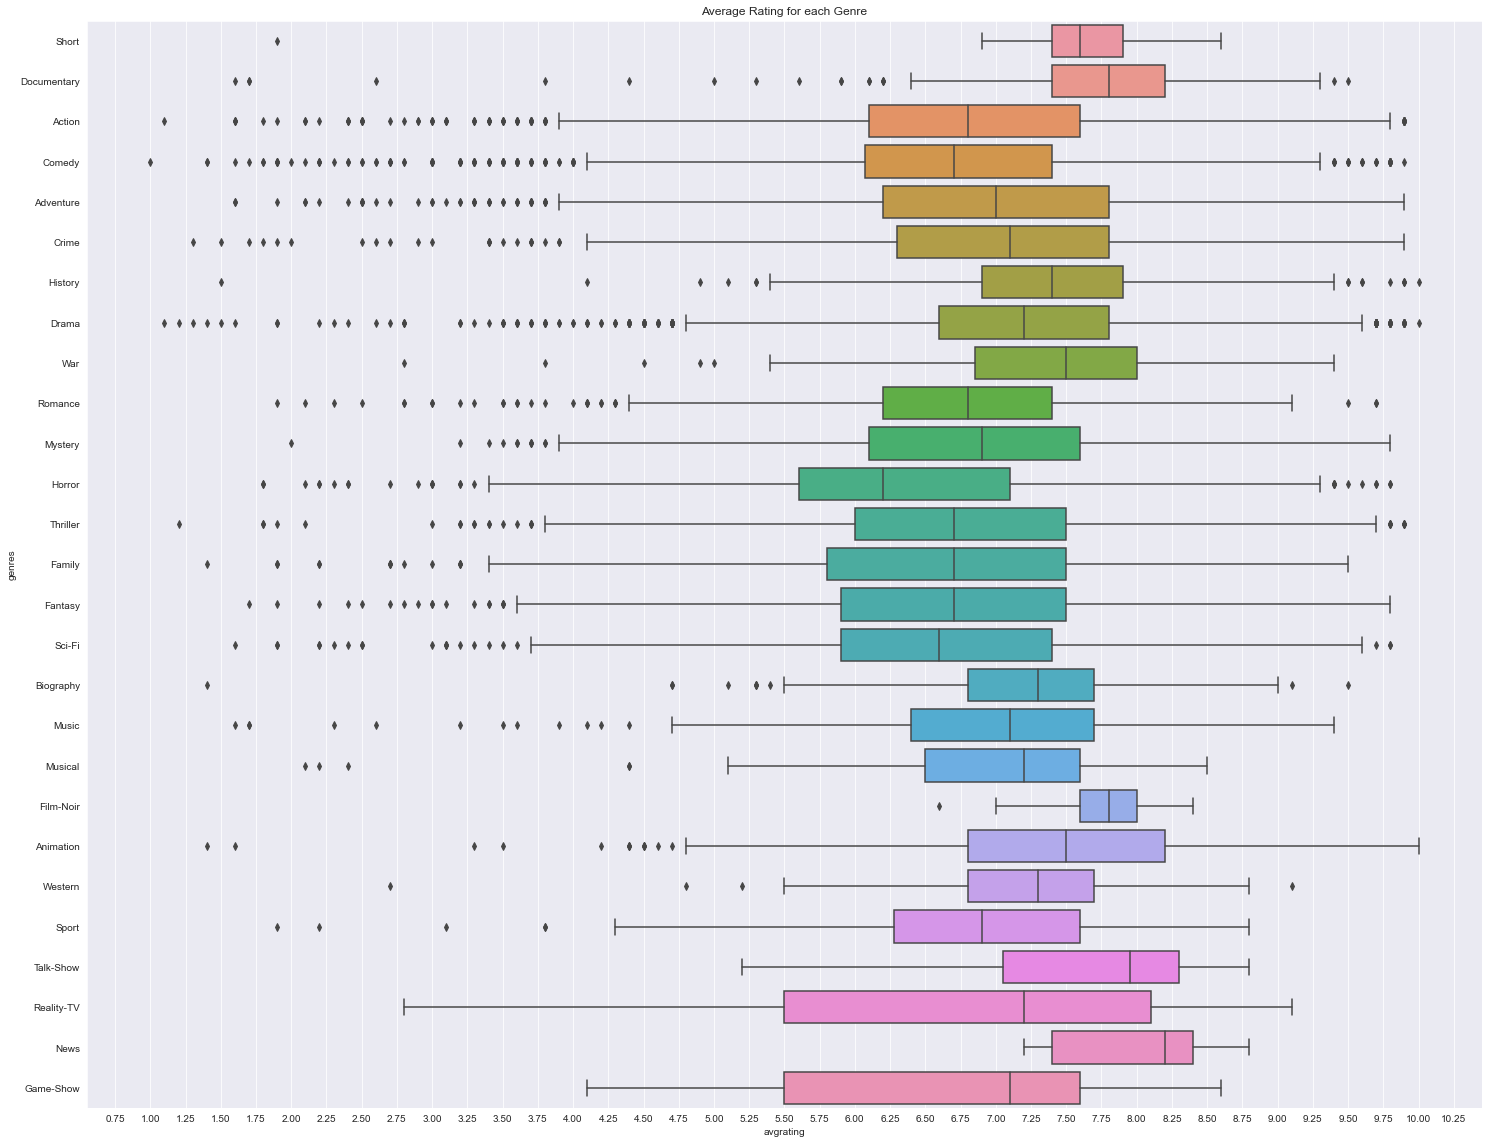 Average Rating for each Genre
Short
Documentary
Action
Comedy
Adventure
Crime
History
Drama
War
Romance
Mystery
Horror
Thriller
Family
Fantasy
Sci-Fi
Biography
Music
Musical
Film-Noir
Animation
Western
Sport
Talk-Show
Reality-TV
News
Game-Show
genres
0.75 1.00 1.25 1.50 1.75 2.00 2.25 2.50 2.75 3.00 3.25 3.50 3.75 4.00 4.25 4.50 4.75 5.00 5.25 5.50 5.75 6.00 6.25 6.50 6.75 7.00 7.25 7.50 7.75 8.00 8.25 8.50 8.75 9.00 9.25 9.50 9.75 10.00 10.25
avgrating